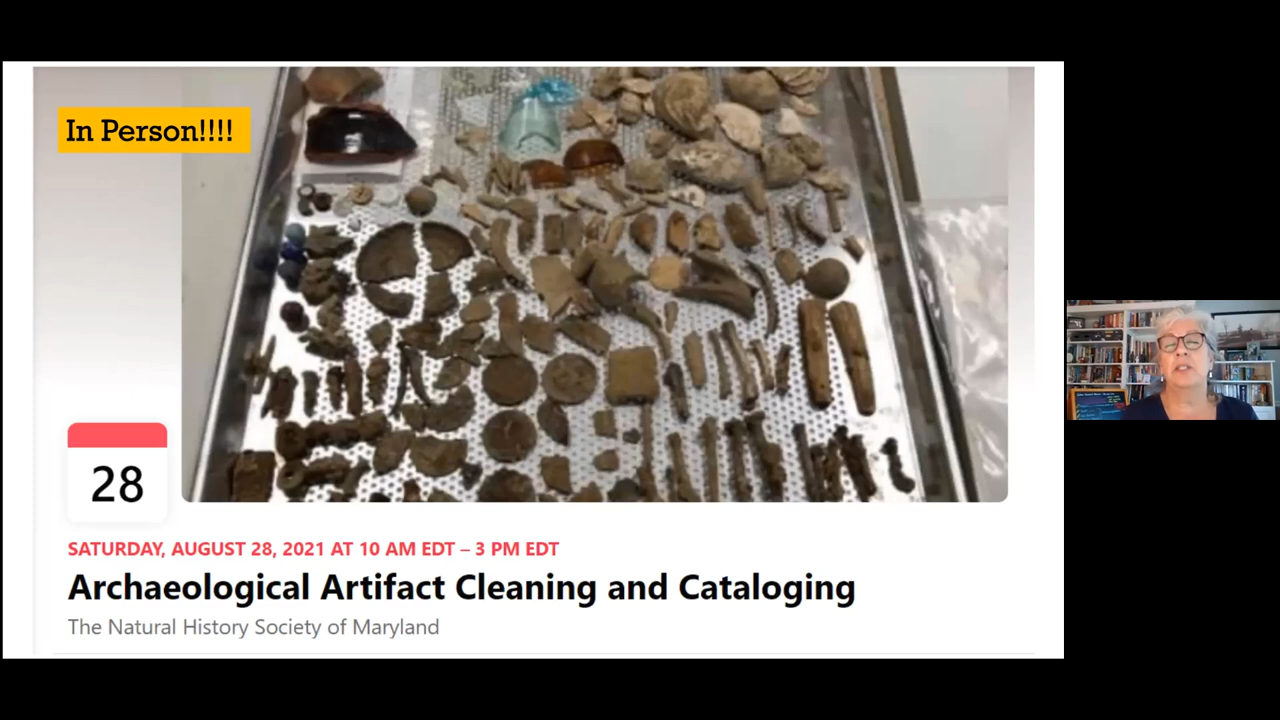 In Person!!!!
28
SATURDAY, AUGUST 28, 2021 AT 10 AM EDT – 3 PM EDT
Archaeological Artifact Cleaning and Cataloging
The Natural History Society of Maryland